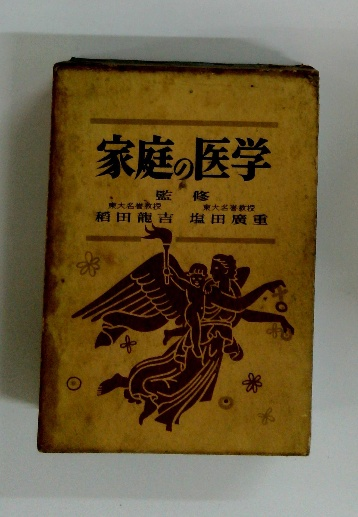 家庭の医学
監修
東大名誉教授 東大名誉教授
稻田龍吉 塩田廣重